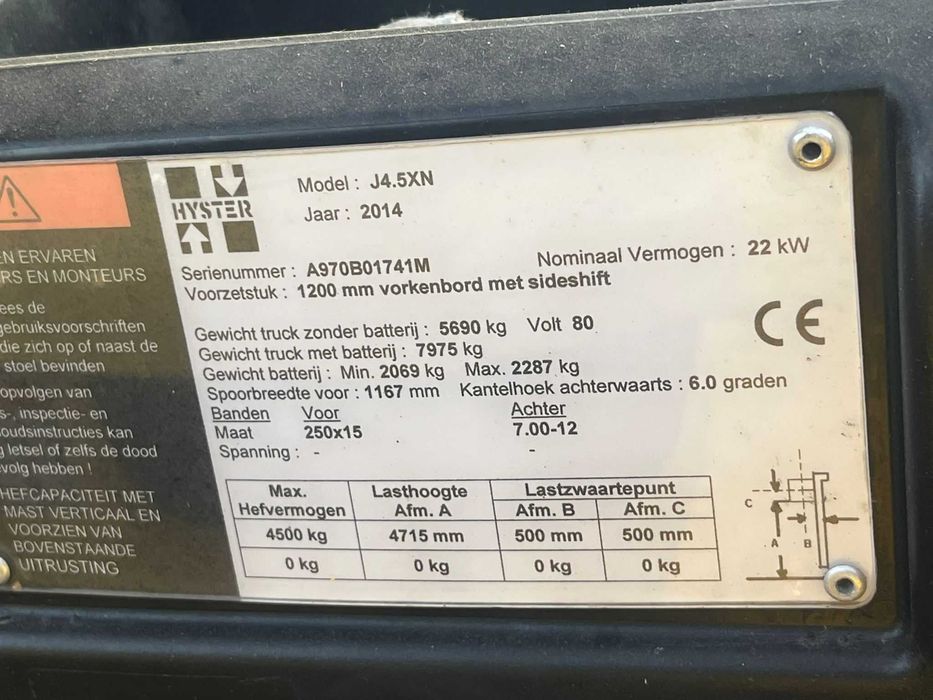 EN ERVAREN
RS EN MONTEURS
ees de
gebruiksvoorschriften
die zich op of naast de
stoel bevinden
opvolgen van
s-, inspectie- en
oudsinstructies kan
g letsel of zelfs de dood
evolg hebben !
HEFCAPACITEIT MET
MAST VERTICAAL EN
VOORZIEN VAN
BOVENSTAANDE
UITRUSTING
HYSTER
Model : J4.5XN
Jaar : 2014
Serienummer : A970B01741M Nominaal Vermogen : 22 kW
Voorzetstuk : 1200 mm vorkenbord met sideshift
CE
Gewicht truck zonder batterij : 5690 kg Volt 80
Gewicht truck met batterij : 7975 kg
Gewicht batterij : Min. 2069 kg Max. 2287 kg
Spoorbreedte voor : 1167 mm Kantelhoek achterwaarts : 6.0 graden
Banden Voor Achter
Maat 250x15 7.00-12
Spanning : - -
Max. Lasthoogte Lastzwaartepunt
Hefvermogen Afm. A Afm. B Afm. C
4500 kg 4715 mm 500 mm 500 mm
0 kg 0 kg 0 kg 0 kg
C
A B